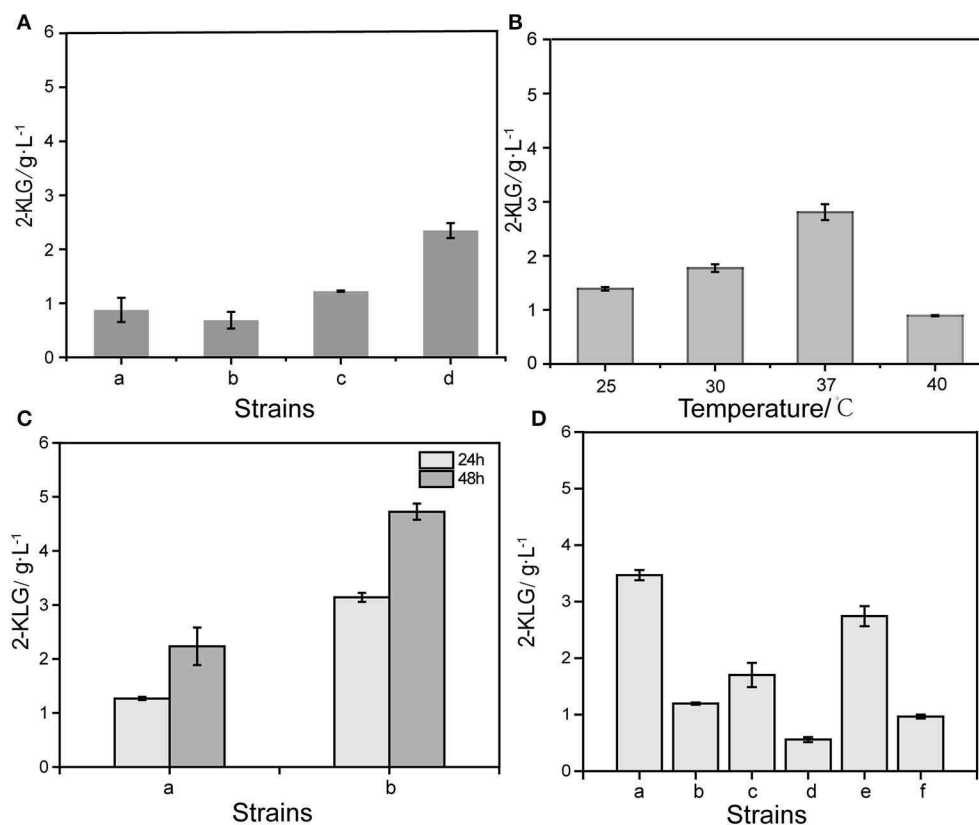 A
6
5
4
3
2
1
0
2-KLG/g·L⁻¹
a b c d
Strains
B
6
5
4
3
2
1
0
2-KLG/g·L⁻¹
25 30 37 40
Temperature/℃
C
6
5
4
3
2
1
0
2-KLG/ g·L⁻¹
24h
48h
a b
Strains
D
6
5
4
3
2
1
0
2-KLG/ g·L⁻¹
a b c d e f
Strains